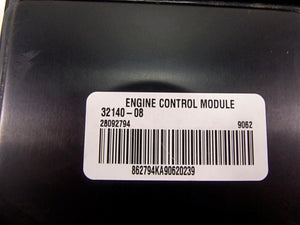 ENGINE CONTROL MODULE
32140-08
28092794 9062
862794KA90620239